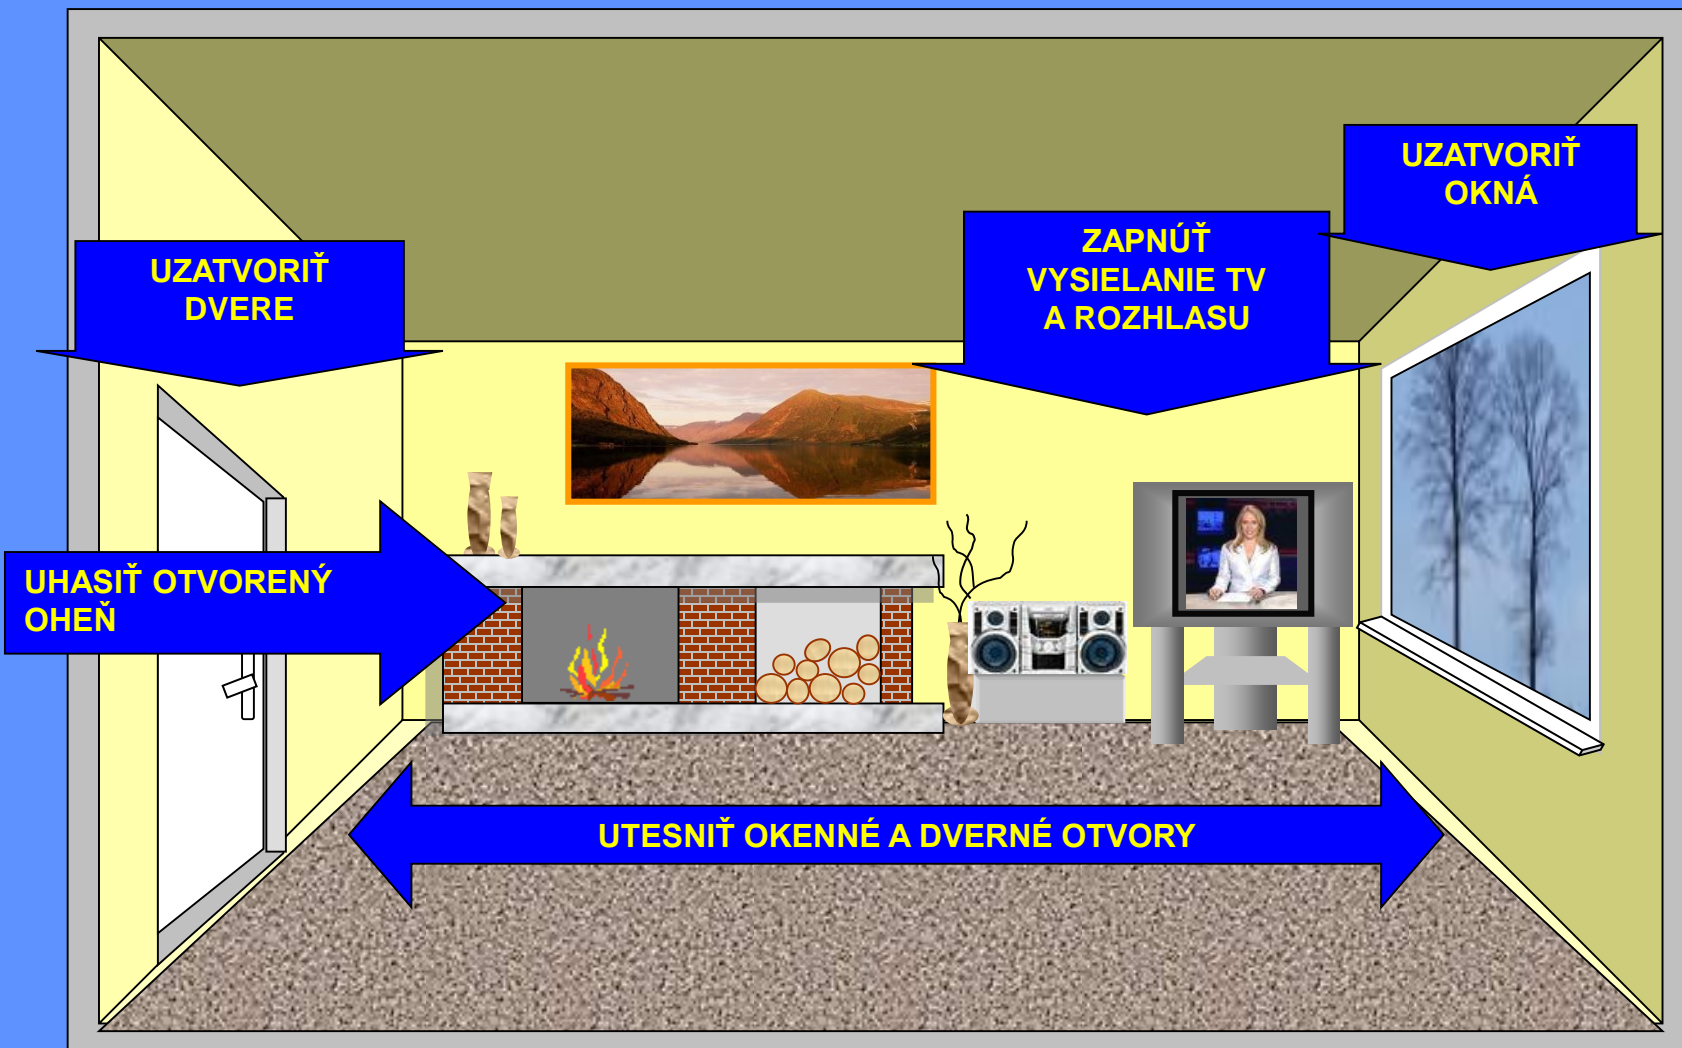 UZATVORIŤ
OKNÁ
ZAPNÚŤ
VYSIELANIE TV
A ROZHLASU
UZATVORIŤ
DVERE
UHASIŤ OTVORENÝ
OHEŇ
UTESNIŤ OKENNÉ A DVERNÉ OTVORY